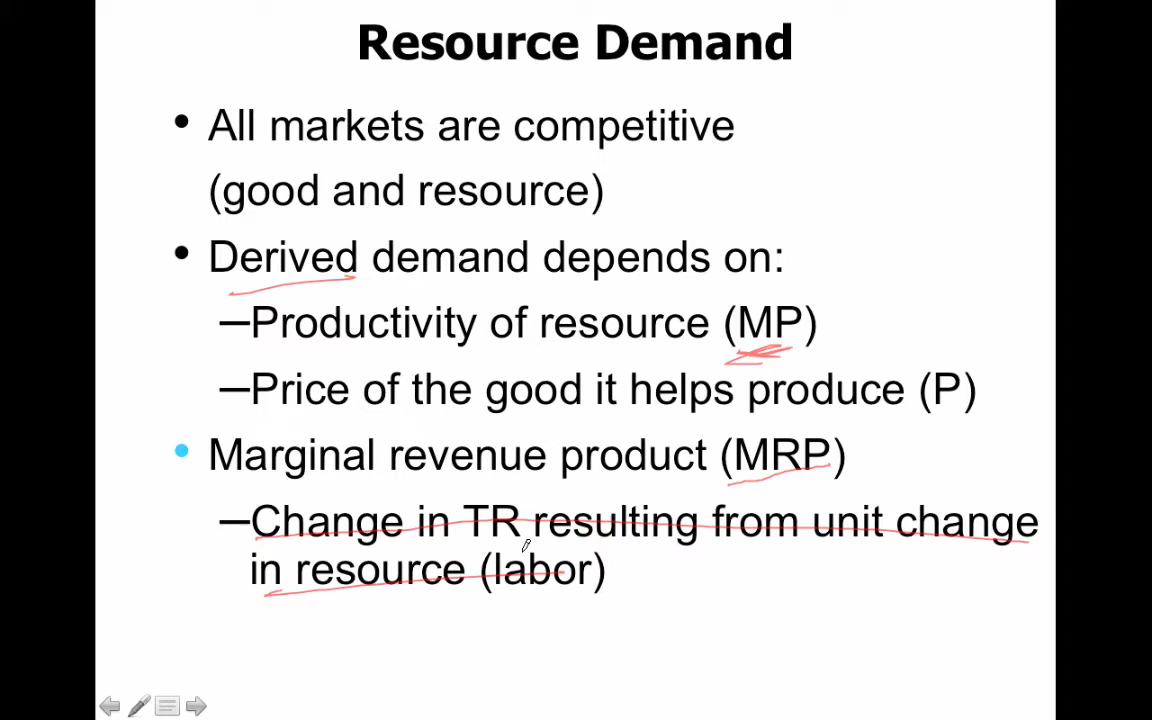 Resource Demand
• All markets are competitive
(good and resource)
• Derived demand depends on:
–Productivity of resource (MP)
–Price of the good it helps produce (P)
• Marginal revenue product (MRP)
–Change in TR resulting from unit change
in resource (labor)